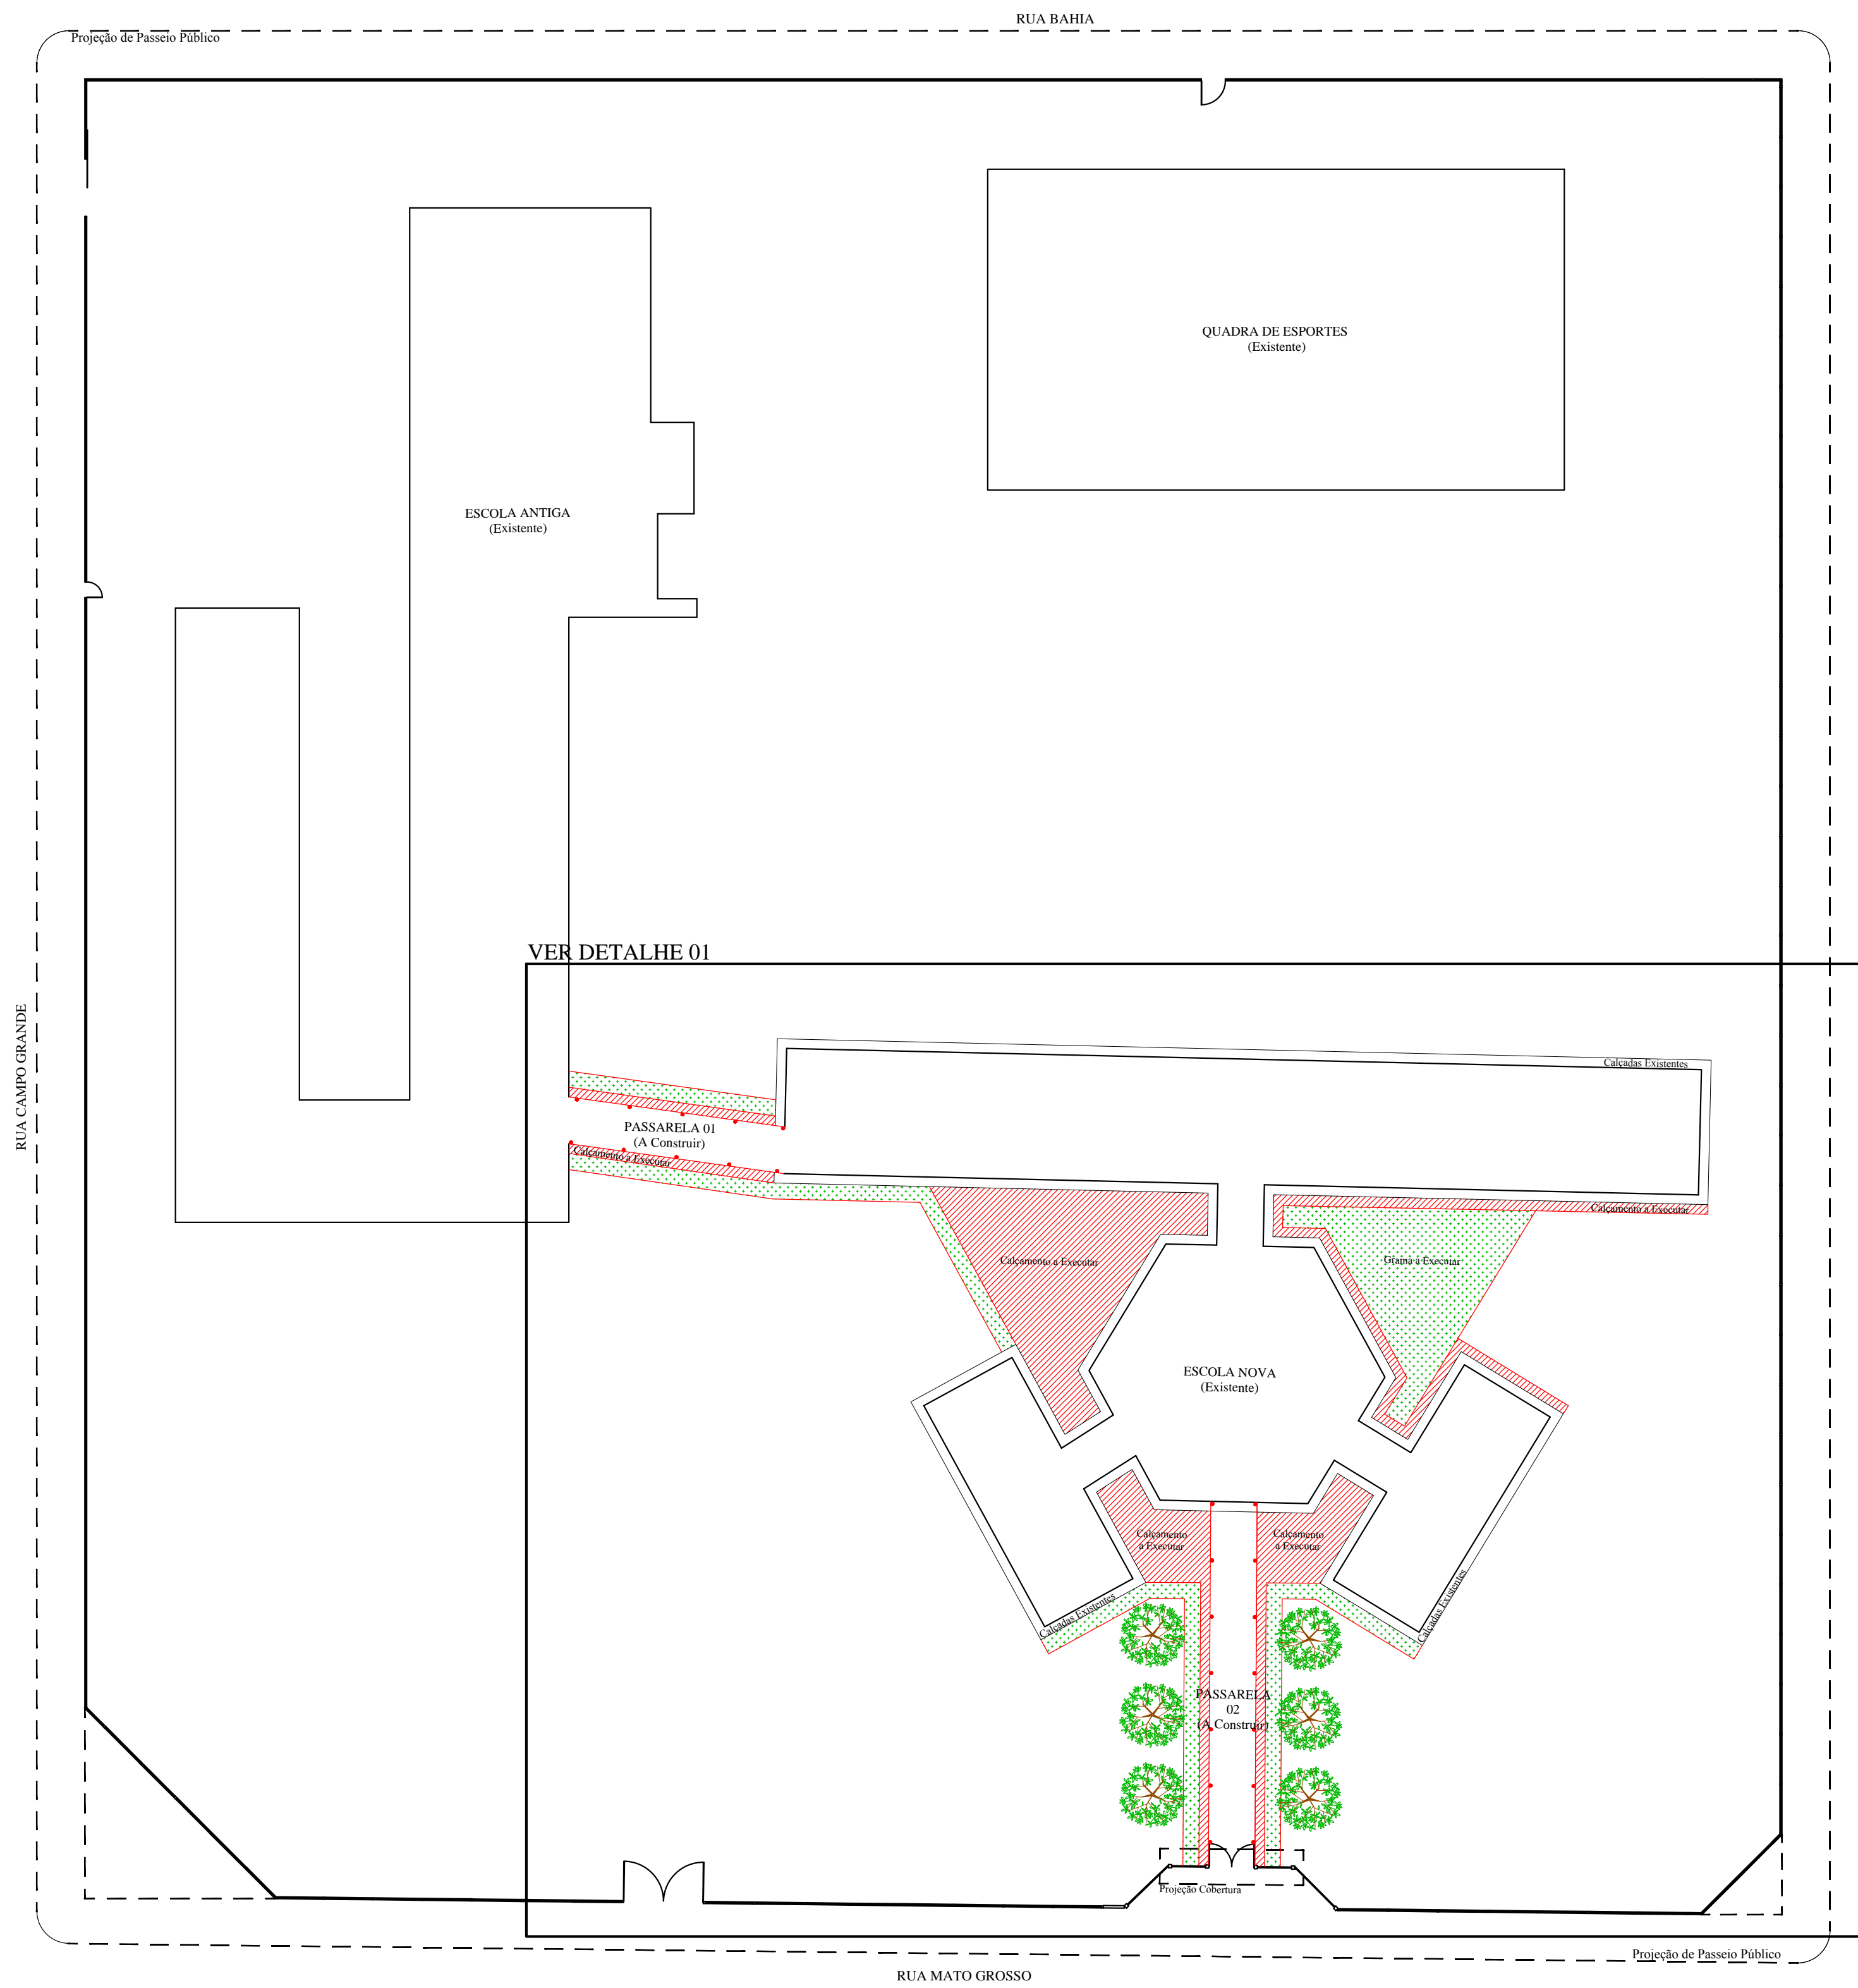 RUA BAHIA
Projeção de Passeio Público
QUADRA DE ESPORTES
(Existente)
ESCOLA ANTIGA
(Existente)
VER DETALHE 01
RUA CAMPO GRANDE
Calçadas Existentes
PASSARELA 01
(A Construir)
Calçamento a Executar
Calçamento a Executar
Calçamento a Executar
Grama a Executar
ESCOLA NOVA
(Existente)
Calçamento
a Executar
Calçamento
a Executar
Calçadas Existentes
Calçadas Existentes
PASSARELA
02
(A Construir)
Projeção Cobertura
Projeção de Passeio Público
RUA MATO GROSSO